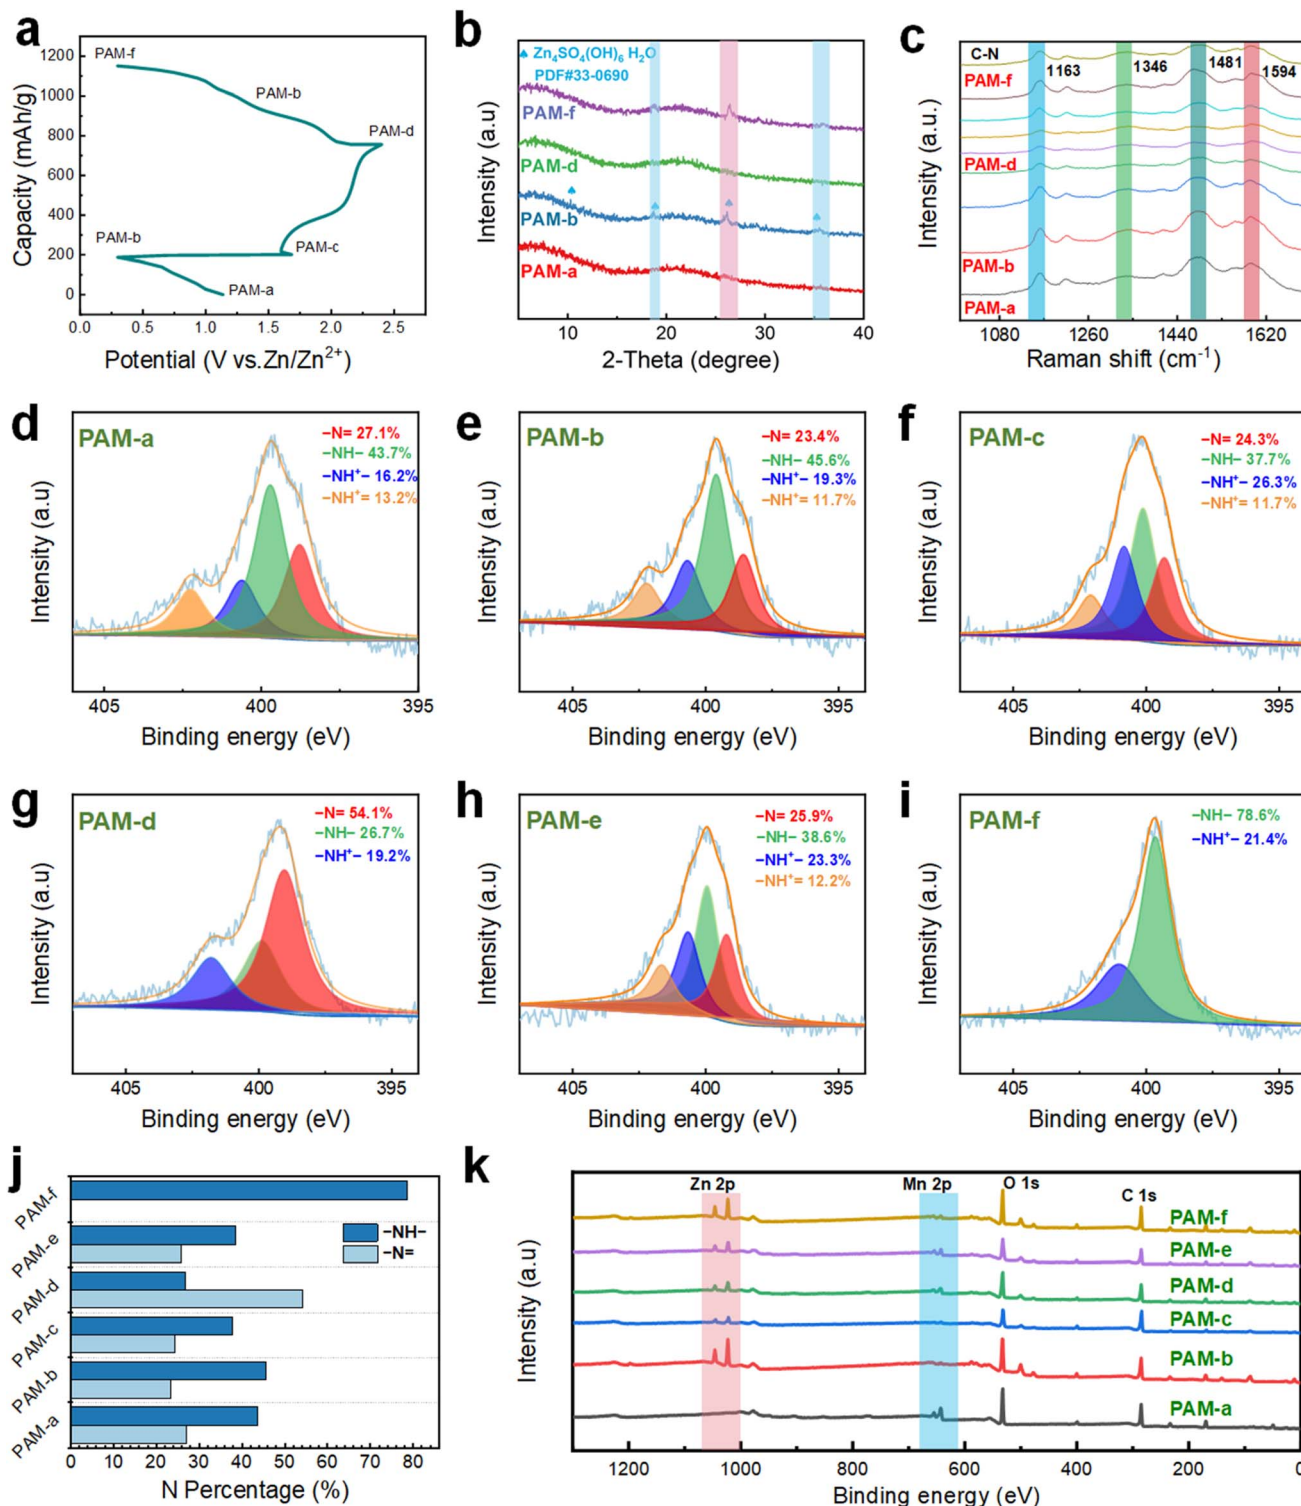 a
PAM-f
PAM-b
PAM-d
PAM-b
PAM-c
PAM-a
1200
1000
800
600
400
200
0
Capacity (mAh/g)
0.0 0.5 1.0 1.5 2.0 2.5
Potential (V vs.Zn/Zn²⁺)
b
♠ Zn₄SO₄(OH)₆ H₂O
PDF#33-0690
PAM-f
PAM-d
PAM-b
PAM-a
Intensity (a.u)
10 20 30 40
2-Theta (degree)
c
C-N
1163
1346
1481
1594
PAM-f
PAM-d
PAM-b
PAM-a
Intensity (a.u.)
1080 1260 1440 1620
Raman shift (cm⁻¹)
d
PAM-a
–N= 27.1%
–NH– 43.7%
–NH⁺– 16.2%
–NH⁺= 13.2%
Intensity (a.u)
405 400 395
Binding energy (eV)
e
PAM-b
–N= 23.4%
–NH– 45.6%
–NH⁺– 19.3%
–NH⁺= 11.7%
Intensity (a.u)
405 400 395
Binding energy (eV)
f
PAM-c
–N= 24.3%
–NH– 37.7%
–NH⁺– 26.3%
–NH⁺= 11.7%
Intensity (a.u)
405 400 395
Binding energy (eV)
g
PAM-d
–N= 54.1%
–NH– 26.7%
–NH⁺– 19.2%
Intensity (a.u)
405 400 395
Binding energy (eV)
h
PAM-e
–N= 25.9%
–NH– 38.6%
–NH⁺– 23.3%
–NH⁺= 12.2%
Intensity (a.u)
405 400 395
Binding energy (eV)
i
PAM-f
–NH– 78.6%
–NH⁺– 21.4%
Intensity (a.u)
405 400 395
Binding energy (eV)
j
PAM-f
PAM-e
PAM-d
PAM-c
PAM-b
PAM-a
–NH–
–N=
0 10 20 30 40 50 60 70 80
N Percentage (%)
k
Zn 2p
Mn 2p
O 1s
C 1s
PAM-f
PAM-e
PAM-d
PAM-c
PAM-b
PAM-a
Intensity (a.u)
1200 1000 800 600 400 200 0
Binding energy (eV)